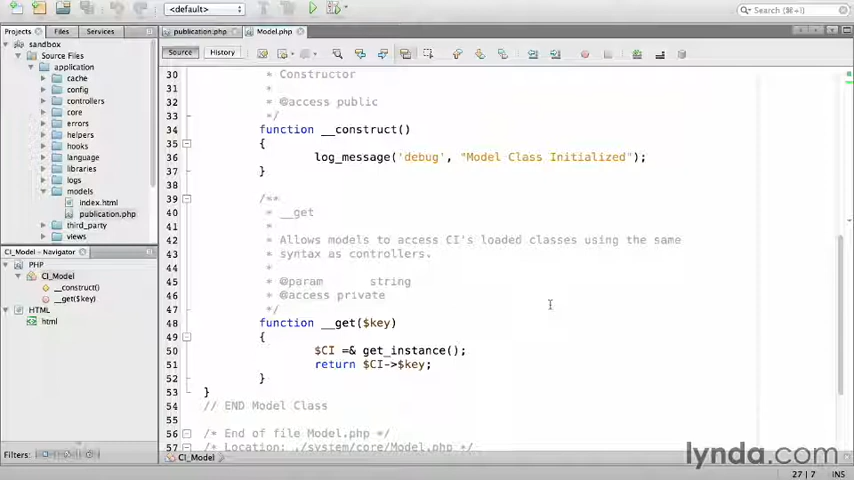 <default>
Search (⌘+I)
Projects
Files
Services
publication.php
Model.php
sandbox
Source Files
application
cache
config
controllers
core
errors
helpers
hooks
language
libraries
logs
models
index.html
publication.php
third_party
views
CI_Model - Navigator
PHP
CI_Model
__construct()
__get($key)
HTML
html
Filters:
Source
History
30 * Constructor
31 *
32 * @access public
33 */
34 function __construct()
35 {
36 log_message('debug', "Model Class Initialized");
37 }
38
39 /**
40 * __get
41 *
42 * Allows models to access CI's loaded classes using the same
43 * syntax as controllers.
44 *
45 * @param string
46 * @access private
47 */
48 function __get($key)
49 {
50 $CI =& get_instance();
51 return $CI->$key;
52 }
53 }
54 // END Model Class
55
56 /* End of file Model.php */
57 /* Location: ./system/core/Model.php */
CI_Model
lynda.com
27 | 7
INS